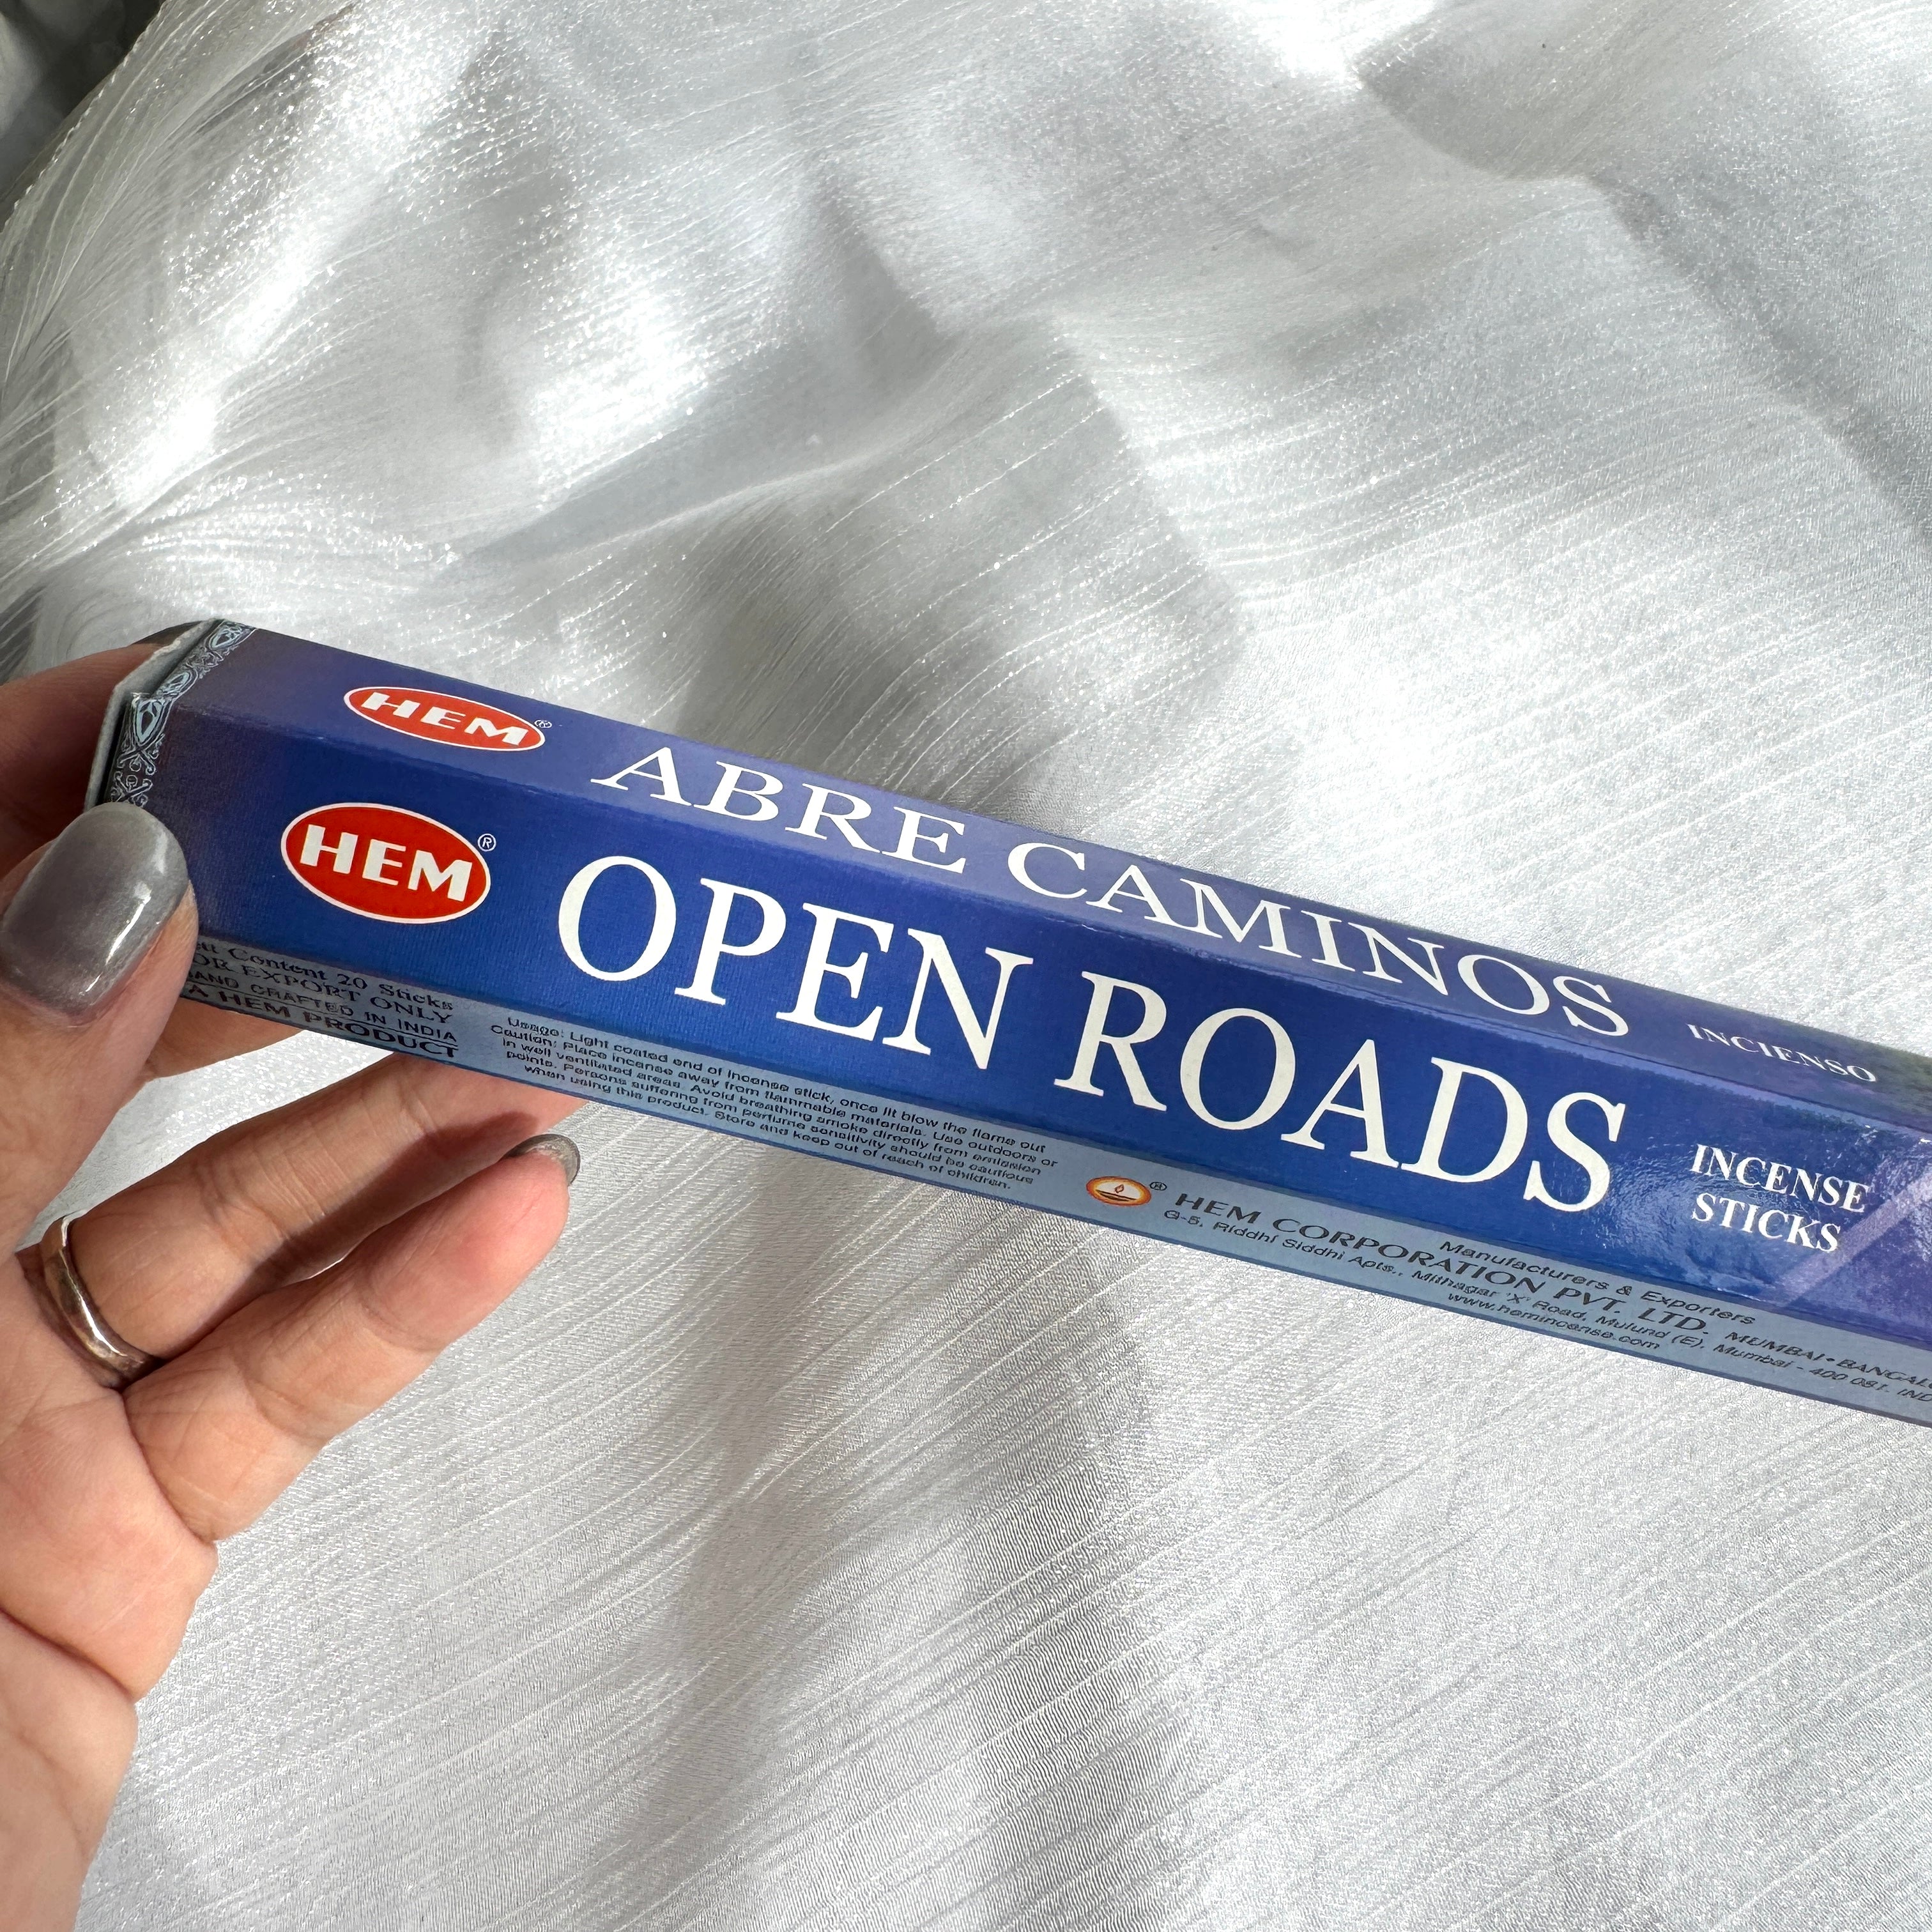 HEM®
ABRE CAMINOS
INCIENSO
HEM®
OPEN ROADS
INCENSE
STICKS
Content 20 Sticks
FOR EXPORT ONLY
HAND CRAFTED IN INDIA
A HEM PRODUCT
Usage: Light coated end of incense stick, once lit blow the flame out
Caution: Place incense away from flammable materials. Use outdoors or
in well ventilated areas. Avoid breathing smoke directly from emission
points. Persons suffering from perfume sensitivity should be cautious
when using this product. Store and keep out of reach of children.
®
Manufacturers & Exporters
HEM CORPORATION PVT. LTD. MUMBAI • BANGAL
G-5, Riddhi Siddhi Apts., Mithagar 'X' Road, Mulund (E), Mumbai - 400 081. IND
www.hemincense.com